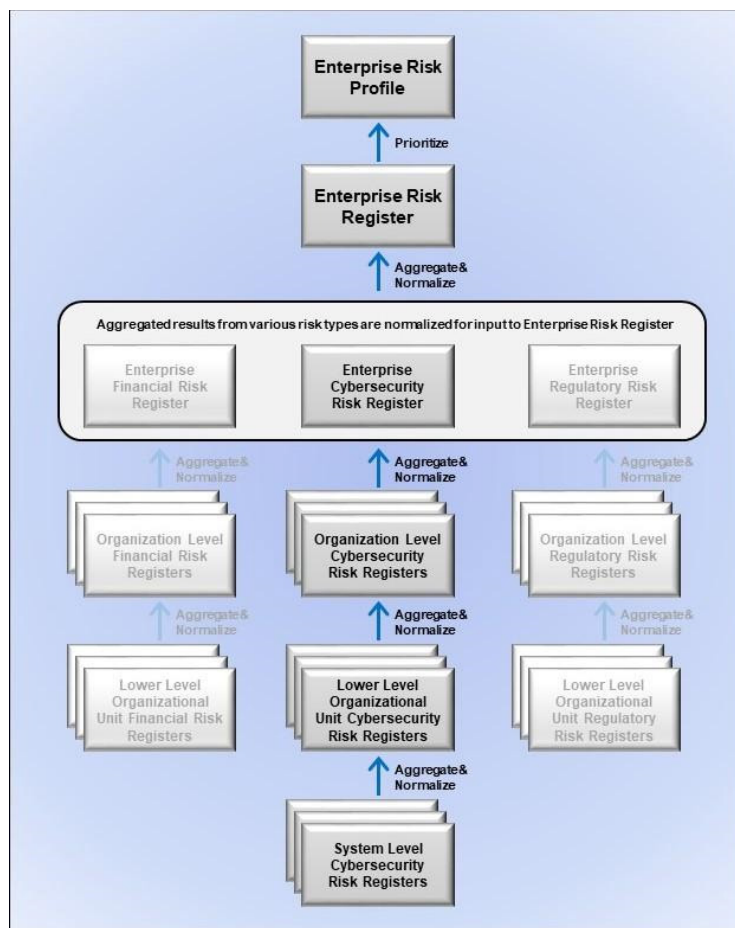 Enterprise Risk
Profile
Prioritize
Enterprise Risk
Register
Aggregate&
Normalize
Aggregated results from various risk types are normalized for input to Enterprise Risk Register
Enterprise
Financial Risk
Register
Enterprise
Cybersecurity
Risk Register
Enterprise
Regulatory Risk
Register
Aggregate&
Normalize
Aggregate&
Normalize
Aggregate&
Normalize
Organization Level
Financial Risk
Registers
Organization Level
Cybersecurity
Risk Registers
Organization Level
Regulatory Risk
Registers
Aggregate&
Normalize
Aggregate&
Normalize
Aggregate&
Normalize
Lower Level
Organizational
Unit Financial Risk
Registers
Lower Level
Organizational
Unit Cybersecurity
Risk Registers
Lower Level
Organizational
Unit Regulatory
Risk Registers
Aggregate&
Normalize
System Level
Cybersecurity
Risk Registers